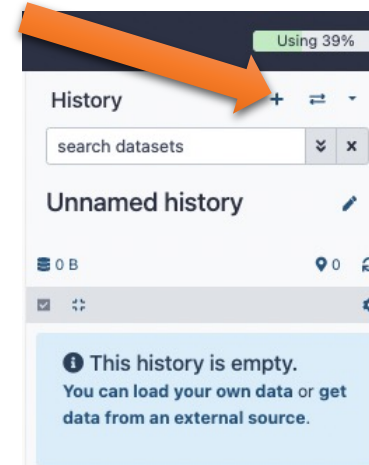 Using 39%
History
search datasets
Unnamed history
0 B
0
This history is empty.
You can load your own data or get
data from an external source.